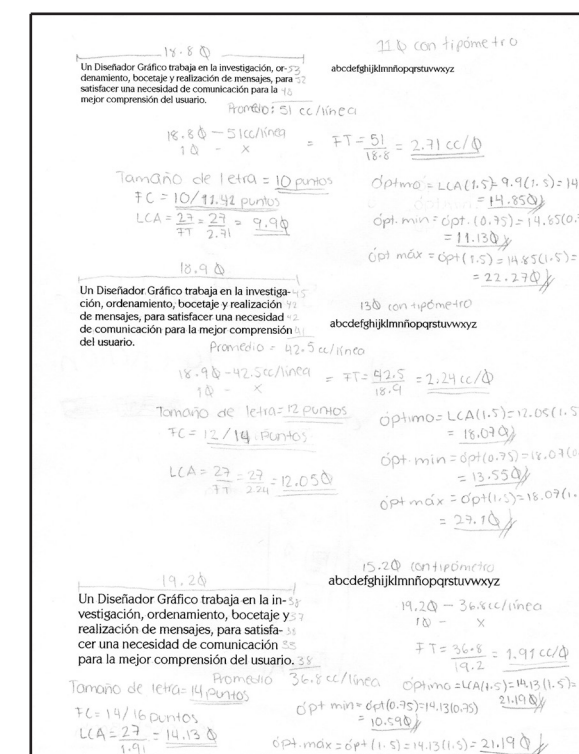 18.8 ϕ
11 ϕ con tipómetro
Un Diseñador Gráfico trabaja en la investigación, or- 53
denamiento, bocetaje y realización de mensajes, para 52
satisfacer una necesidad de comunicación para la 48
mejor comprensión del usuario.
abcdefghijklmnñopqrstuvwxyz
Promedio: 51 cc/línea
18.8 ϕ — 51 cc/línea
1 ϕ - x
= FT = 51/18.8 = 2.71 cc/ϕ
Tamaño de letra = 10 puntos
FC = 10/11.42 puntos
LCA = 27/FT = 27/2.71 = 9.9 ϕ
óptimo = LCA(1.5) = 9.9(1.5) = 14
= 14.85 ϕ
ópt. min = ópt. (0.75) = 14.85(0.
= 11.13 ϕ
ópt máx = ópt (1.5) = 14.85(1.5) =
= 22.27 ϕ
18.9 ϕ
Un Diseñador Gráfico trabaja en la investiga- 45
ción, ordenamiento, bocetaje y realización 42
de mensajes, para satisfacer una necesidad 42
de comunicación para la mejor comprensión 41
del usuario.
13 ϕ con tipómetro
abcdefghijklmnñopqrstuvwxyz
Promedio = 42.5 cc/línea
18.9 ϕ — 42.5 cc/línea
1 ϕ - x
= FT = 42.5/18.9 = 2.24 cc/ϕ
Tamaño de letra = 12 puntos
FC = 12/14 puntos
LCA = 27/FT = 27/2.24 = 12.05 ϕ
óptimo = LCA(1.5) = 12.05(1.5
= 18.07 ϕ
ópt. min = ópt (0.75) = 18.07(0.
= 13.55 ϕ
ópt máx = ópt (1.5) = 18.07(1.
= 27.1 ϕ
19.2 ϕ
Un Diseñador Gráfico trabaja en la in- 38
vestigación, ordenamiento, bocetaje y 37
realización de mensajes, para satisfa-
cer una necesidad de comunicación
para la mejor comprensión del usuario. 38
15.2 ϕ con tipómetro
abcdefghijklmnñopqrstuvwxyz
19.2 ϕ — 36.8 cc/línea
1 ϕ - x
FT = 36.8/19.2 = 1.91 cc/ϕ
Promedio 36.8 cc/línea
Tamaño de letra = 14 puntos
FC = 14/16 puntos
LCA = 27/1.91 = 14.13 ϕ
óptimo = LCA(1.5) = 14.13(1.5) =
21.19 ϕ
ópt min = ópt (0.75) = 14.13(0.75)
= 10.59 ϕ
ópt. máx = ópt (1.5) = 14.13(1.5) = 21.19 ϕ